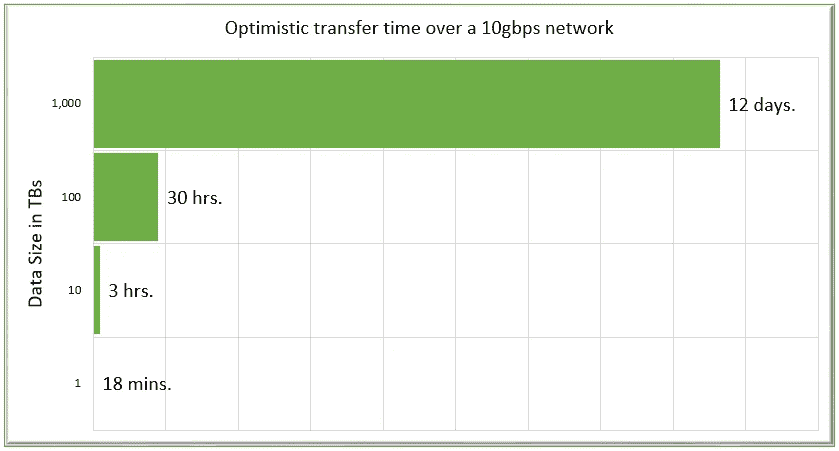 Optimistic transfer time over a 10gbps network
Data Size in TBs
1,000
12 days.
100
30 hrs.
10
3 hrs.
1
18 mins.